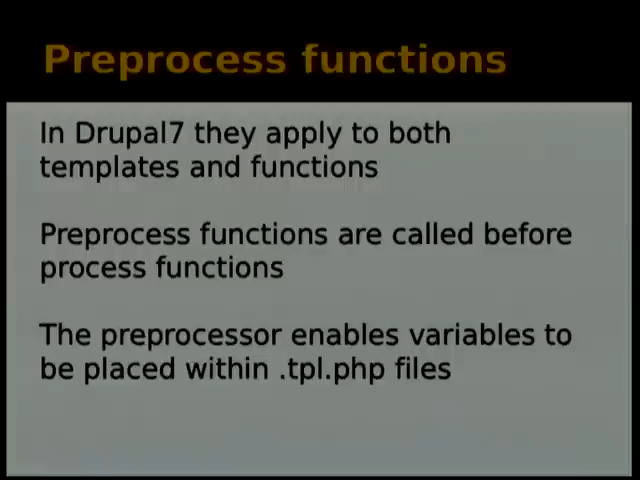 Preprocess functions
In Drupal7 they apply to both
templates and functions
Preprocess functions are called before
process functions
The preprocessor enables variables to
be placed within .tpl.php files